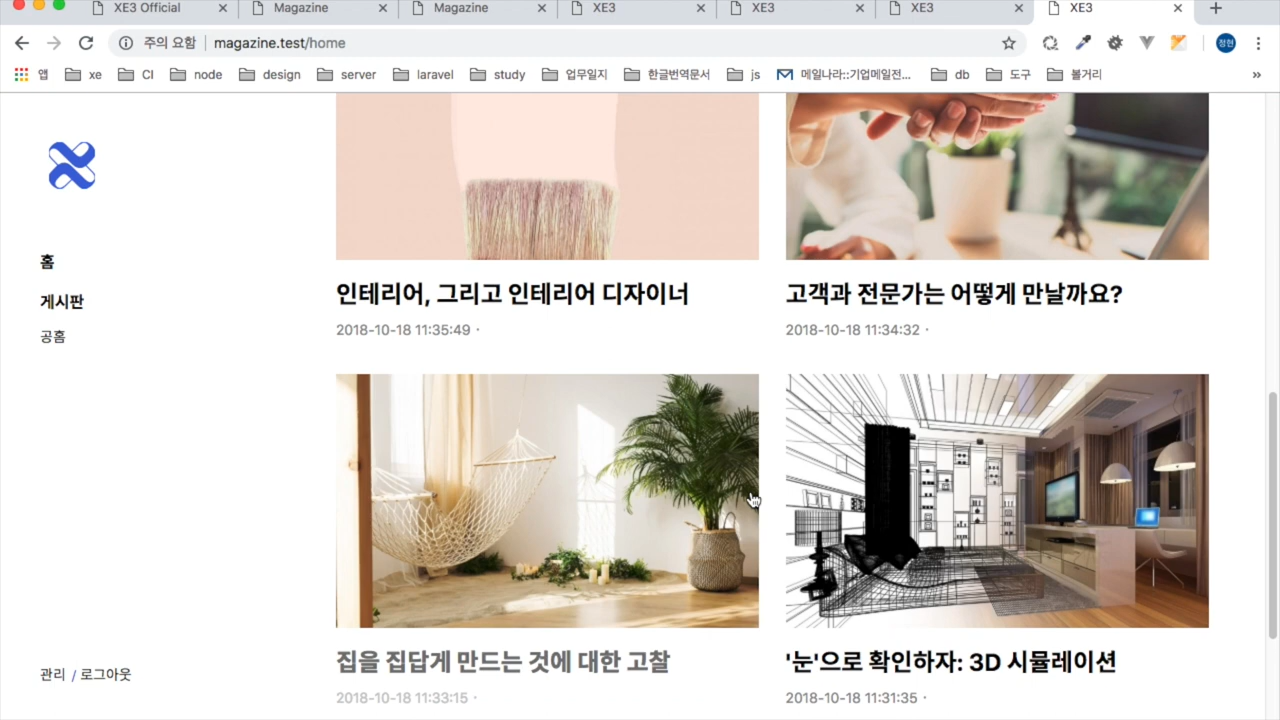 XE3 Official
Magazine
Magazine
XE3
XE3
XE3
XE3
주의 요함
magazine.test/home
정현
앱
xe
CI
node
design
server
laravel
study
업무일지
한글번역문서
js
메일나라::기업메일전...
db
도구
볼거리
»
홈
게시판
공홈
관리 / 로그아웃
인테리어, 그리고 인테리어 디자이너
2018-10-18 11:35:49 ·
고객과 전문가는 어떻게 만날까요?
2018-10-18 11:34:32 ·
집을 집답게 만드는 것에 대한 고찰
2018-10-18 11:33:15 ·
'눈'으로 확인하자: 3D 시뮬레이션
2018-10-18 11:31:35 ·